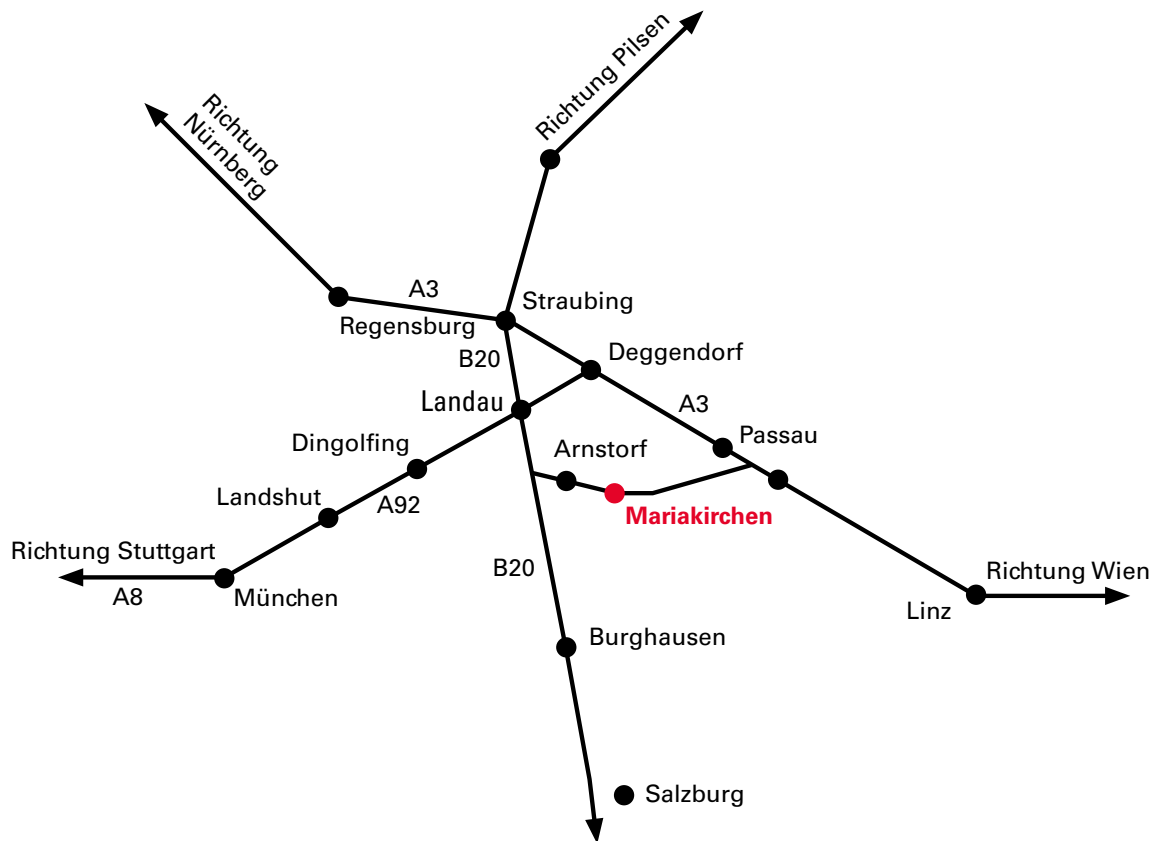 Richtung Pilsen
Richtung
Nürnberg
A3
Straubing
Regensburg
B20
Deggendorf
Landau
A3
Passau
Dingolfing
Arnstorf
Landshut
A92
Mariakirchen
Richtung Stuttgart
B20
Richtung Wien
A8
München
Linz
Burghausen
Salzburg